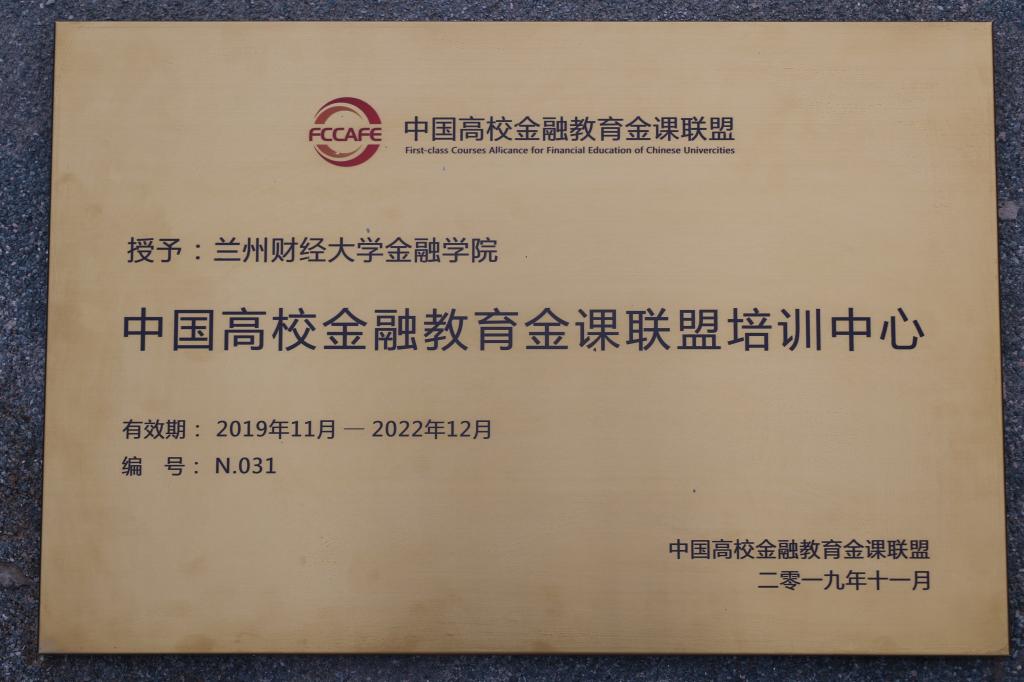 FCCAFE
中国高校金融教育金课联盟
First-class Courses Allicance for Financial Education of Chinese Univercities
授予：兰州财经大学金融学院
中国高校金融教育金课联盟培训中心
有效期： 2019年11月 — 2022年12月
编 号： N.031
中国高校金融教育金课联盟
二零一九年十一月